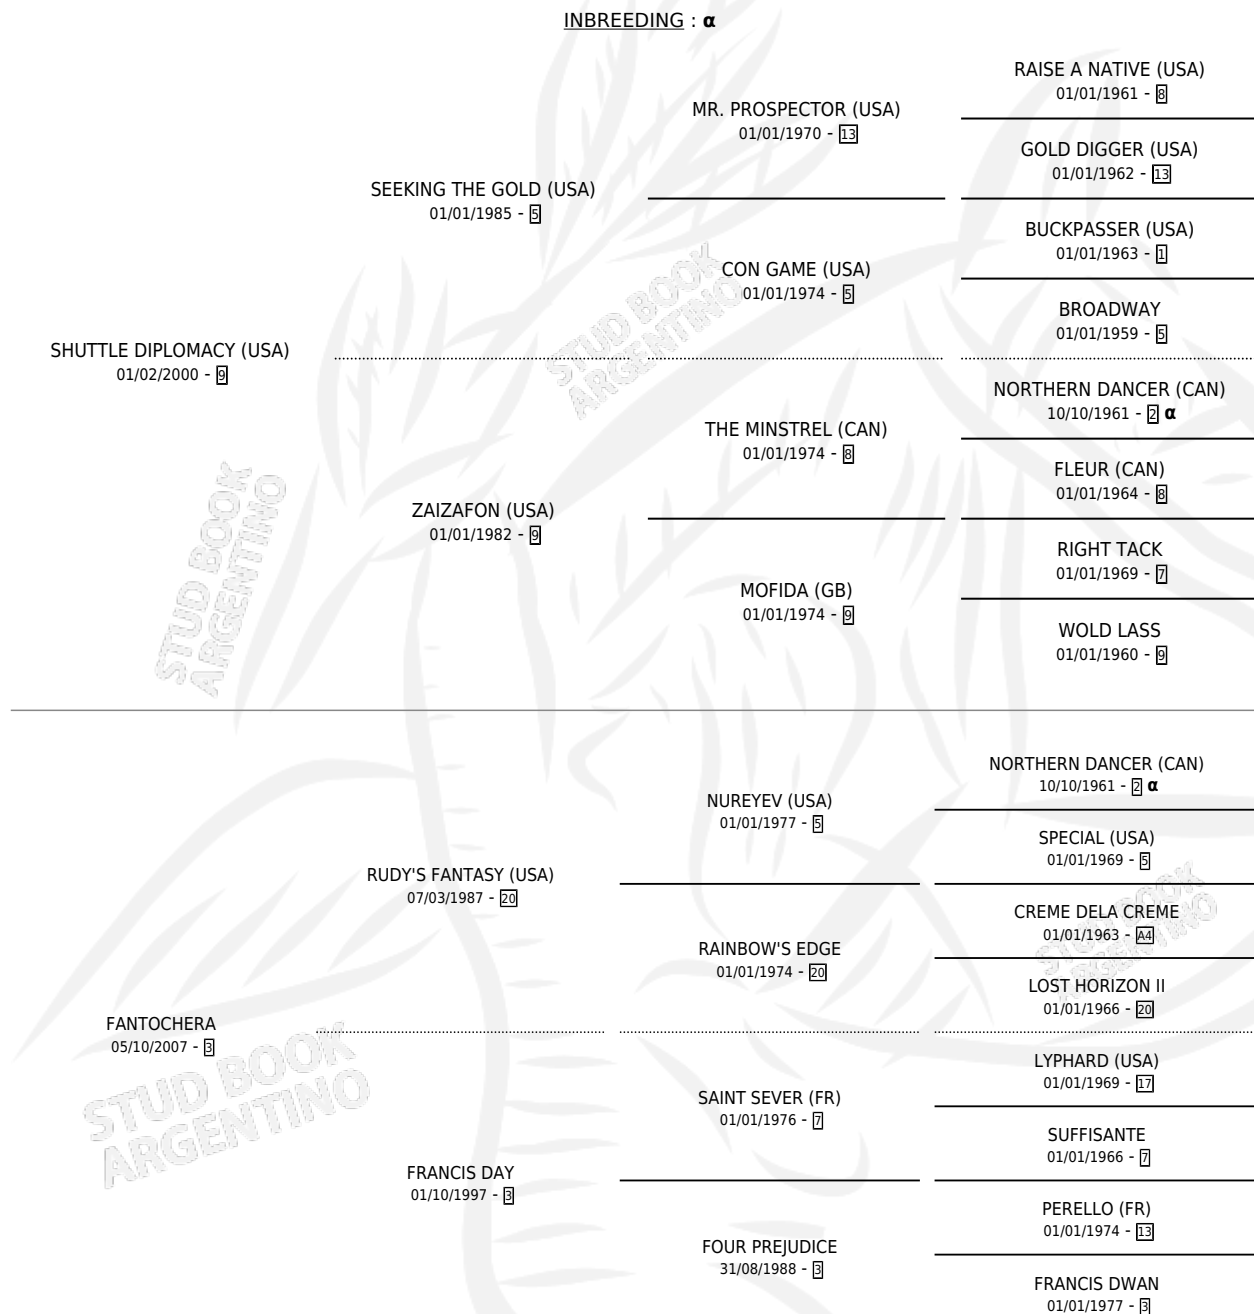 INBREEDING : α
RAISE A NATIVE (USA)
01/01/1961 - 8
MR. PROSPECTOR (USA)
01/01/1970 - 13
GOLD DIGGER (USA)
01/01/1962 - 13
SEEKING THE GOLD (USA)
01/01/1985 - 5
BUCKPASSER (USA)
01/01/1963 - 1
CON GAME (USA)
01/01/1974 - 5
BROADWAY
01/01/1959 - 5
SHUTTLE DIPLOMACY (USA)
01/02/2000 - 9
NORTHERN DANCER (CAN)
10/10/1961 - 2 α
THE MINSTREL (CAN)
01/01/1974 - 8
FLEUR (CAN)
01/01/1964 - 8
ZAIZAFON (USA)
01/01/1982 - 9
RIGHT TACK
01/01/1969 - 7
MOFIDA (GB)
01/01/1974 - 9
WOLD LASS
01/01/1960 - 9
NORTHERN DANCER (CAN)
10/10/1961 - 2 α
NUREYEV (USA)
01/01/1977 - 5
SPECIAL (USA)
01/01/1969 - 5
RUDY'S FANTASY (USA)
07/03/1987 - 20
CREME DELA CREME
01/01/1963 - A4
RAINBOW'S EDGE
01/01/1974 - 20
LOST HORIZON II
01/01/1966 - 20
FANTOCHERA
05/10/2007 - 3
LYPHARD (USA)
01/01/1969 - 17
SAINT SEVER (FR)
01/01/1976 - 7
SUFFISANTE
01/01/1966 - 7
FRANCIS DAY
01/10/1997 - 3
PERELLO (FR)
01/01/1974 - 13
FOUR PREJUDICE
31/08/1988 - 3
FRANCIS DWAN
01/01/1977 - 3
STUD BOOK
ARGENTINO
STUD BOOK
ARGENTINO
STUD BOOK
ARGENTINO
STUD BOOK
ARGENTINO